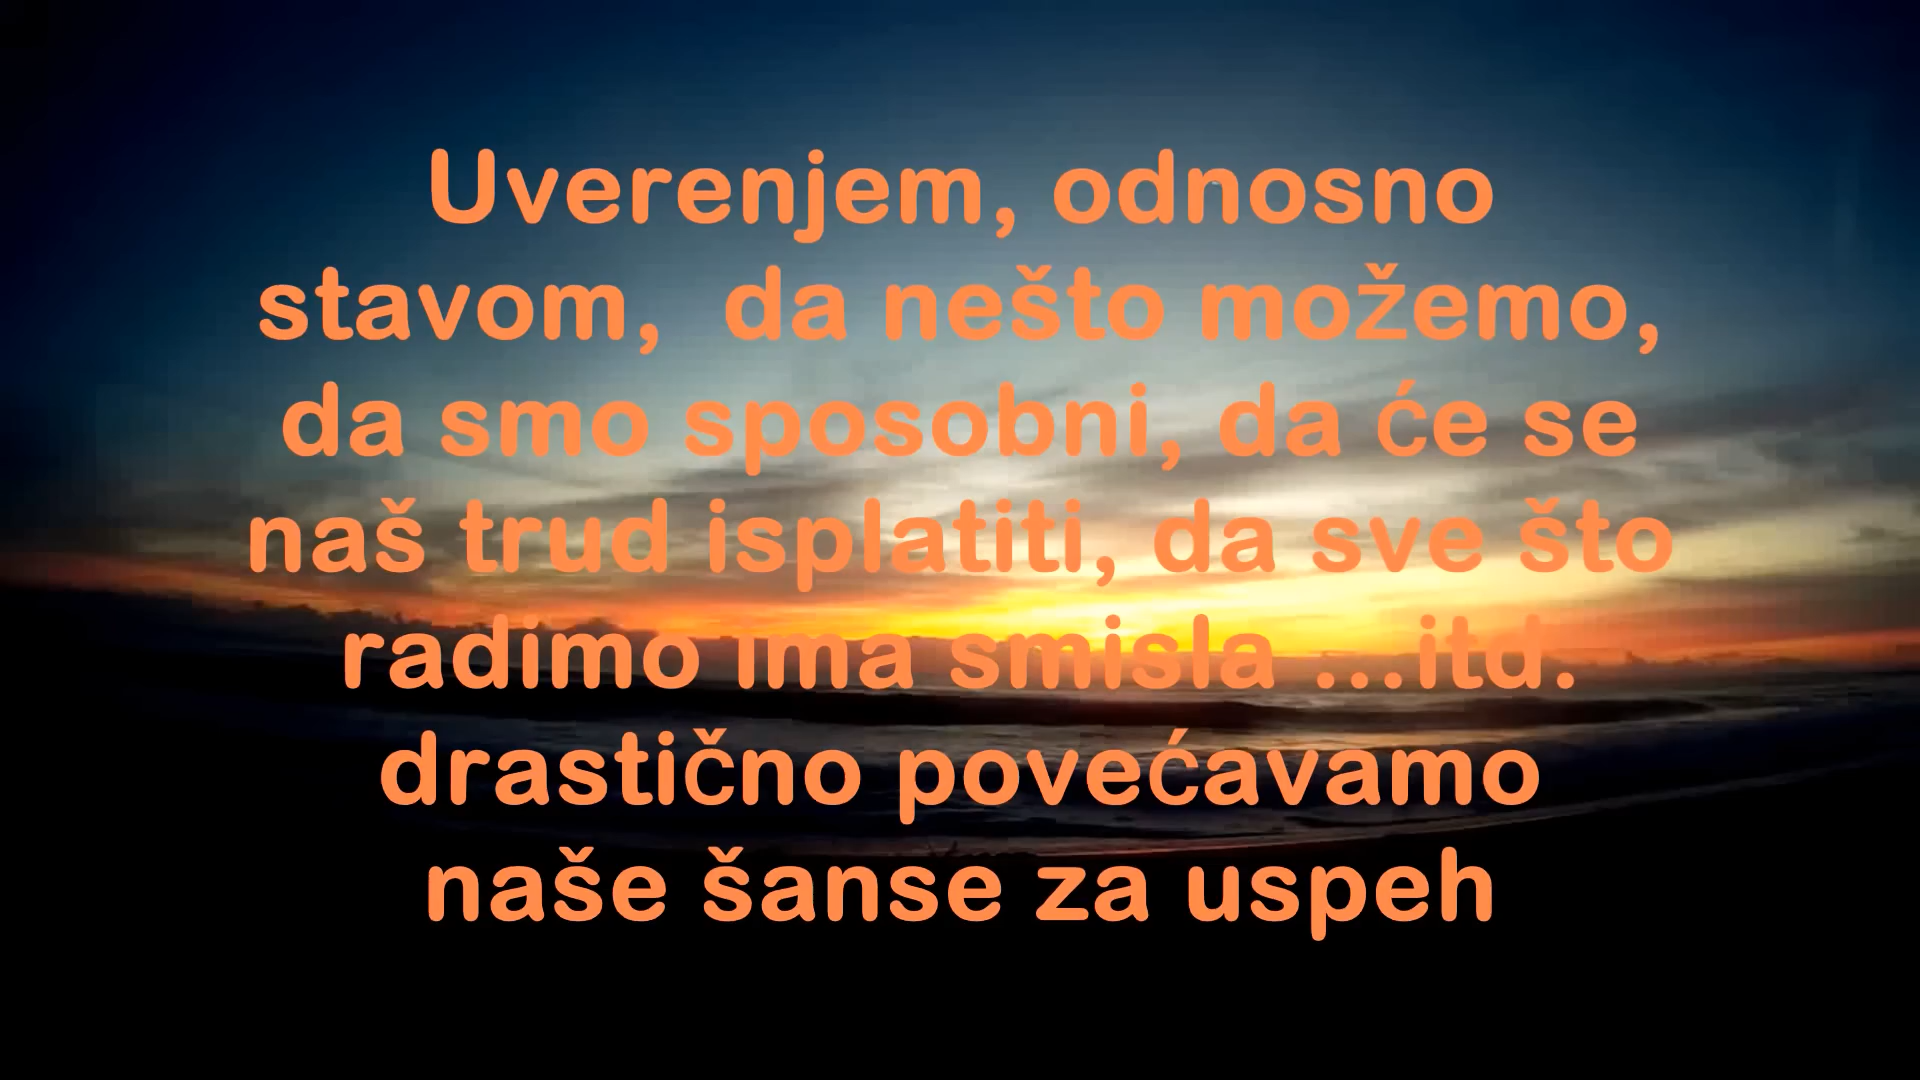 Uverenjem, odnosno
stavom,  da nešto možemo,
da smo sposobni, da će se
naš trud isplatiti, da sve što
radimo ima smisla ...itd.
drastično povećavamo
naše šanse za uspeh